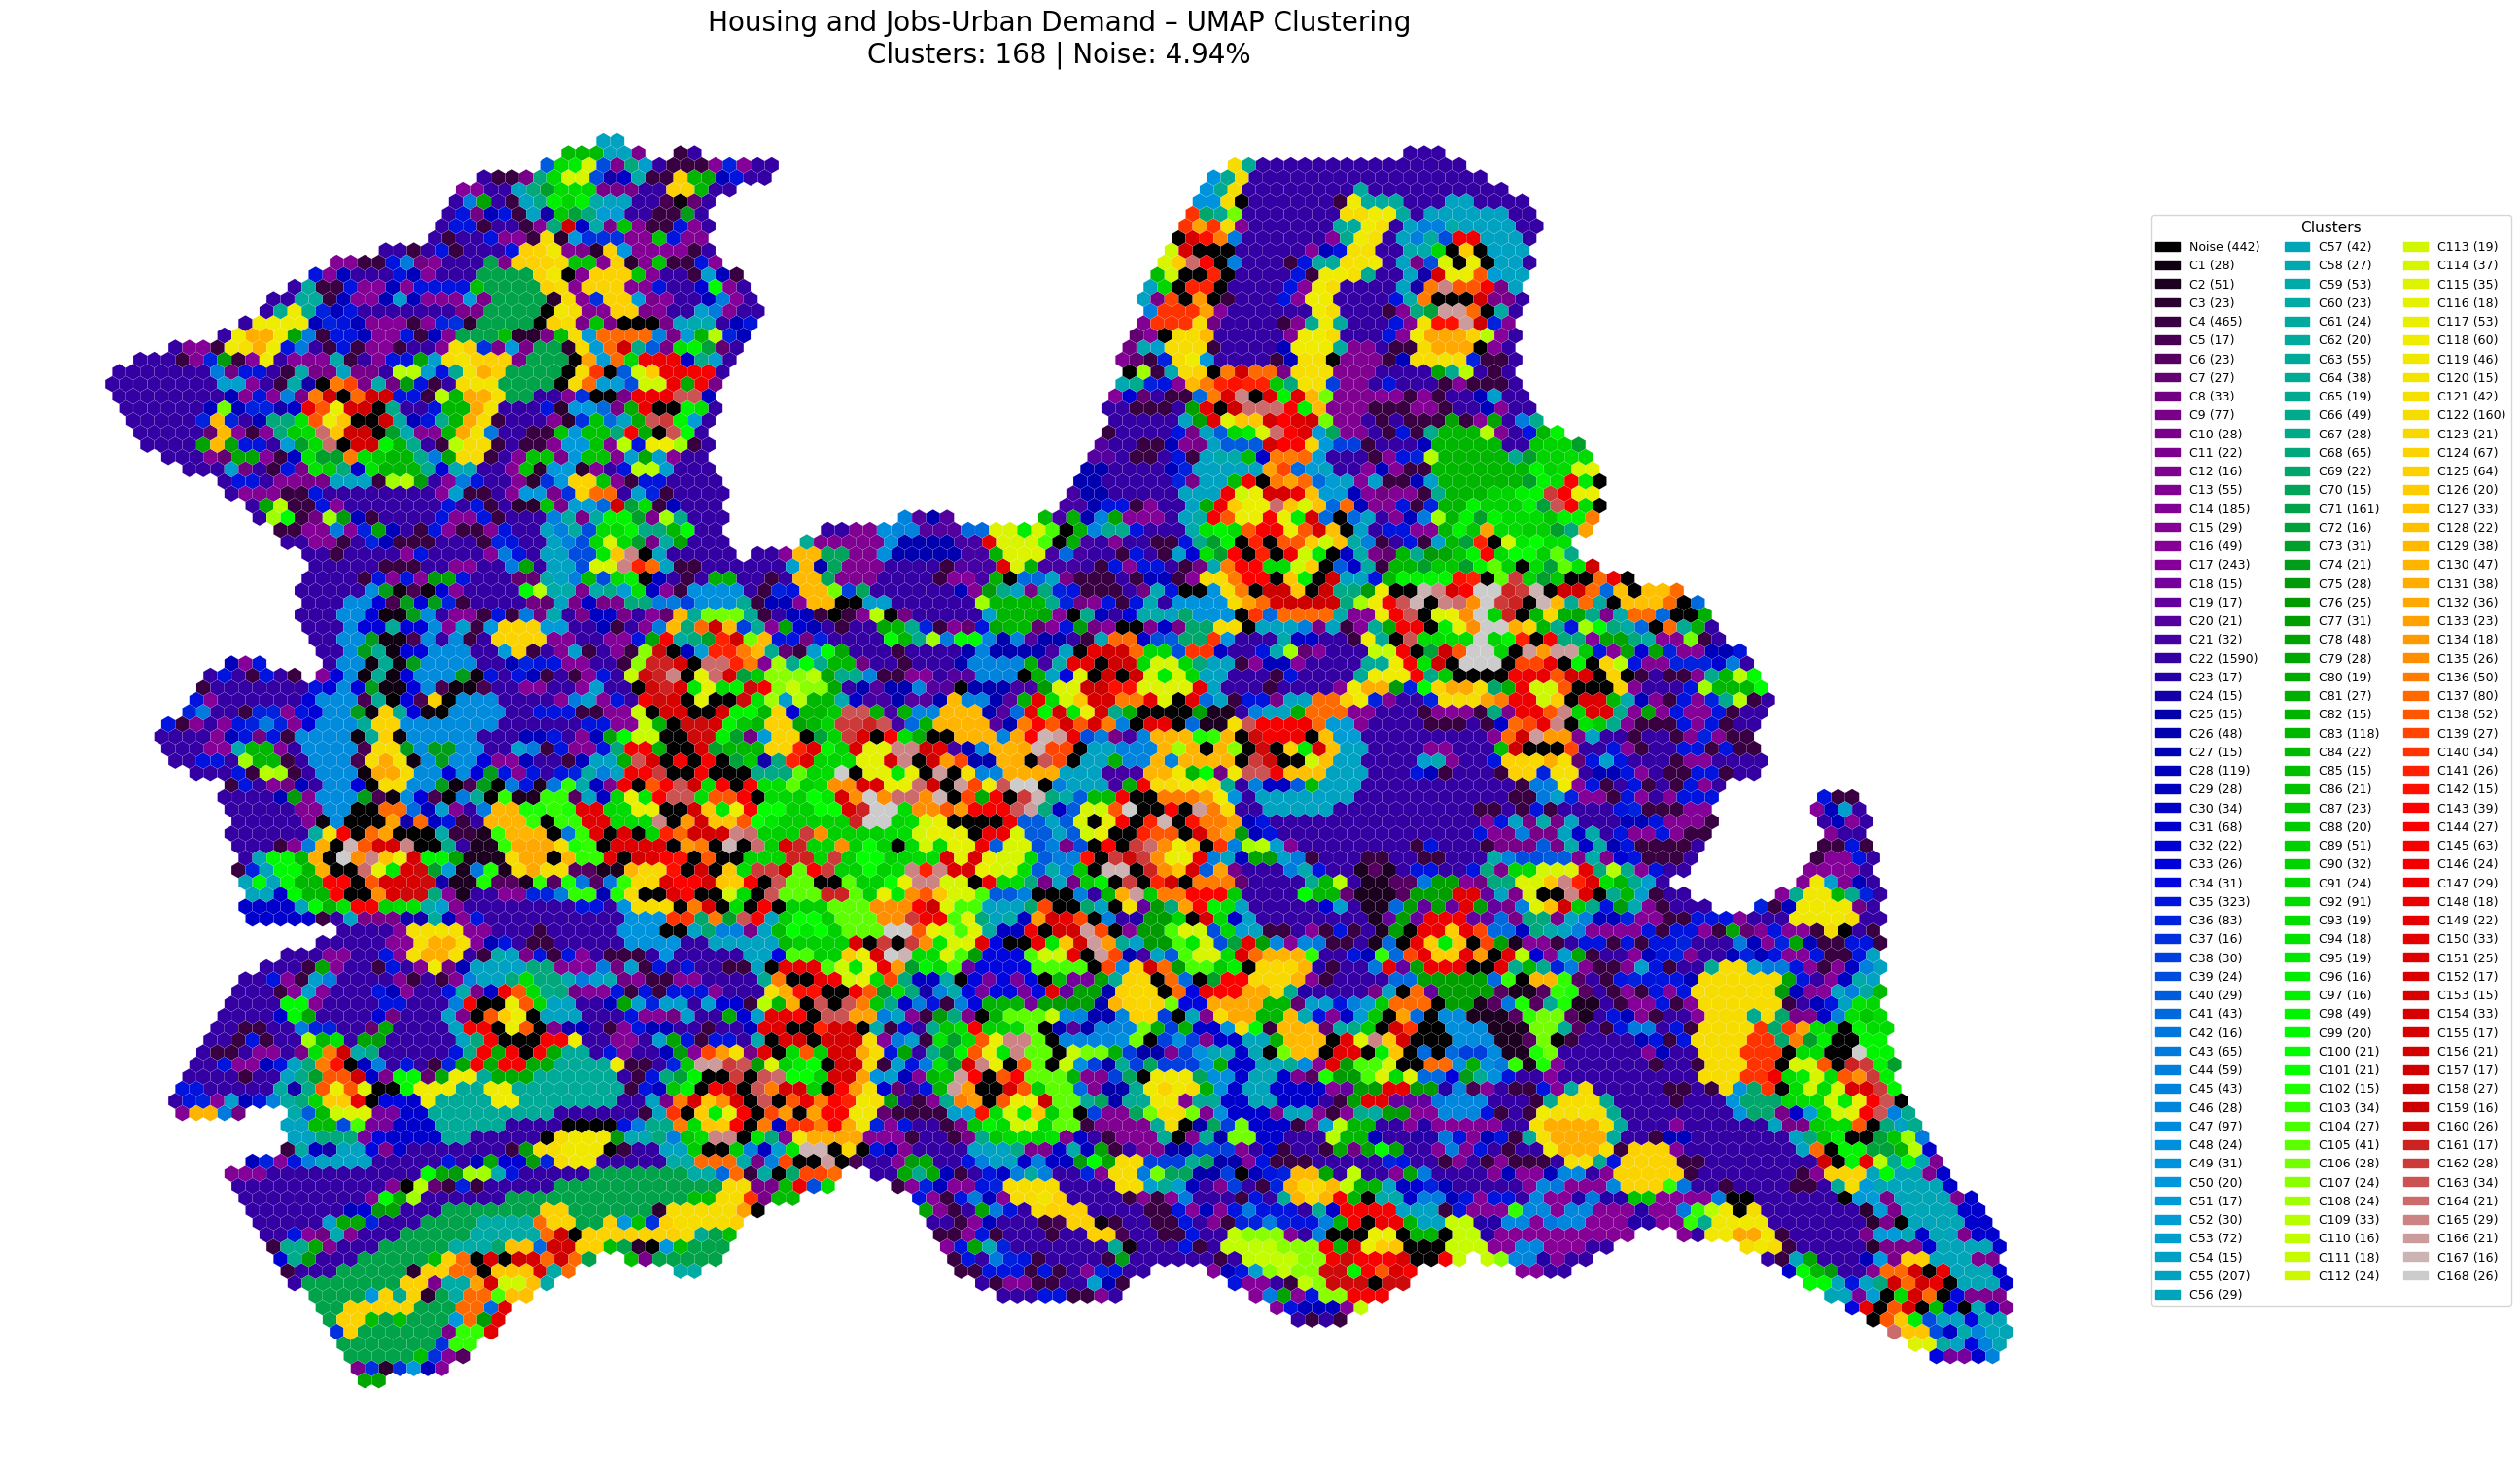 Housing and Jobs-Urban Demand – UMAP Clustering
Clusters: 168 | Noise: 4.94%
Clusters
Noise (442)
C1 (28)
C2 (51)
C3 (23)
C4 (465)
C5 (17)
C6 (23)
C7 (27)
C8 (33)
C9 (77)
C10 (28)
C11 (22)
C12 (16)
C13 (55)
C14 (185)
C15 (29)
C16 (49)
C17 (243)
C18 (15)
C19 (17)
C20 (21)
C21 (32)
C22 (1590)
C23 (17)
C24 (15)
C25 (15)
C26 (48)
C27 (15)
C28 (119)
C29 (28)
C30 (34)
C31 (68)
C32 (22)
C33 (26)
C34 (31)
C35 (323)
C36 (83)
C37 (16)
C38 (30)
C39 (24)
C40 (29)
C41 (43)
C42 (16)
C43 (65)
C44 (59)
C45 (43)
C46 (28)
C47 (97)
C48 (24)
C49 (31)
C50 (20)
C51 (17)
C52 (30)
C53 (72)
C54 (15)
C55 (207)
C56 (29)
C57 (42)
C58 (27)
C59 (53)
C60 (23)
C61 (24)
C62 (20)
C63 (55)
C64 (38)
C65 (19)
C66 (49)
C67 (28)
C68 (65)
C69 (22)
C70 (15)
C71 (161)
C72 (16)
C73 (31)
C74 (21)
C75 (28)
C76 (25)
C77 (31)
C78 (48)
C79 (28)
C80 (19)
C81 (27)
C82 (15)
C83 (118)
C84 (22)
C85 (15)
C86 (21)
C87 (23)
C88 (20)
C89 (51)
C90 (32)
C91 (24)
C92 (91)
C93 (19)
C94 (18)
C95 (19)
C96 (16)
C97 (16)
C98 (49)
C99 (20)
C100 (21)
C101 (21)
C102 (15)
C103 (34)
C104 (27)
C105 (41)
C106 (28)
C107 (24)
C108 (24)
C109 (33)
C110 (16)
C111 (18)
C112 (24)
C113 (19)
C114 (37)
C115 (35)
C116 (18)
C117 (53)
C118 (60)
C119 (46)
C120 (15)
C121 (42)
C122 (160)
C123 (21)
C124 (67)
C125 (64)
C126 (20)
C127 (33)
C128 (22)
C129 (38)
C130 (47)
C131 (38)
C132 (36)
C133 (23)
C134 (18)
C135 (26)
C136 (50)
C137 (80)
C138 (52)
C139 (27)
C140 (34)
C141 (26)
C142 (15)
C143 (39)
C144 (27)
C145 (63)
C146 (24)
C147 (29)
C148 (18)
C149 (22)
C150 (33)
C151 (25)
C152 (17)
C153 (15)
C154 (33)
C155 (17)
C156 (21)
C157 (17)
C158 (27)
C159 (16)
C160 (26)
C161 (17)
C162 (28)
C163 (34)
C164 (21)
C165 (29)
C166 (21)
C167 (16)
C168 (26)